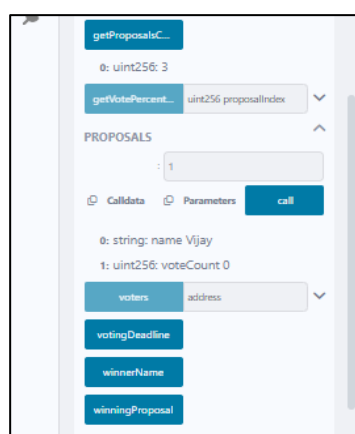 getProposalsC...
0: uint256: 3
getVotePercent... uint256 proposalIndex
PROPOSALS
: 1
Calldata Parameters call
0: string: name Vijay
1: uint256: voteCount 0
voters address
votingDeadline
winnerName
winningProposal